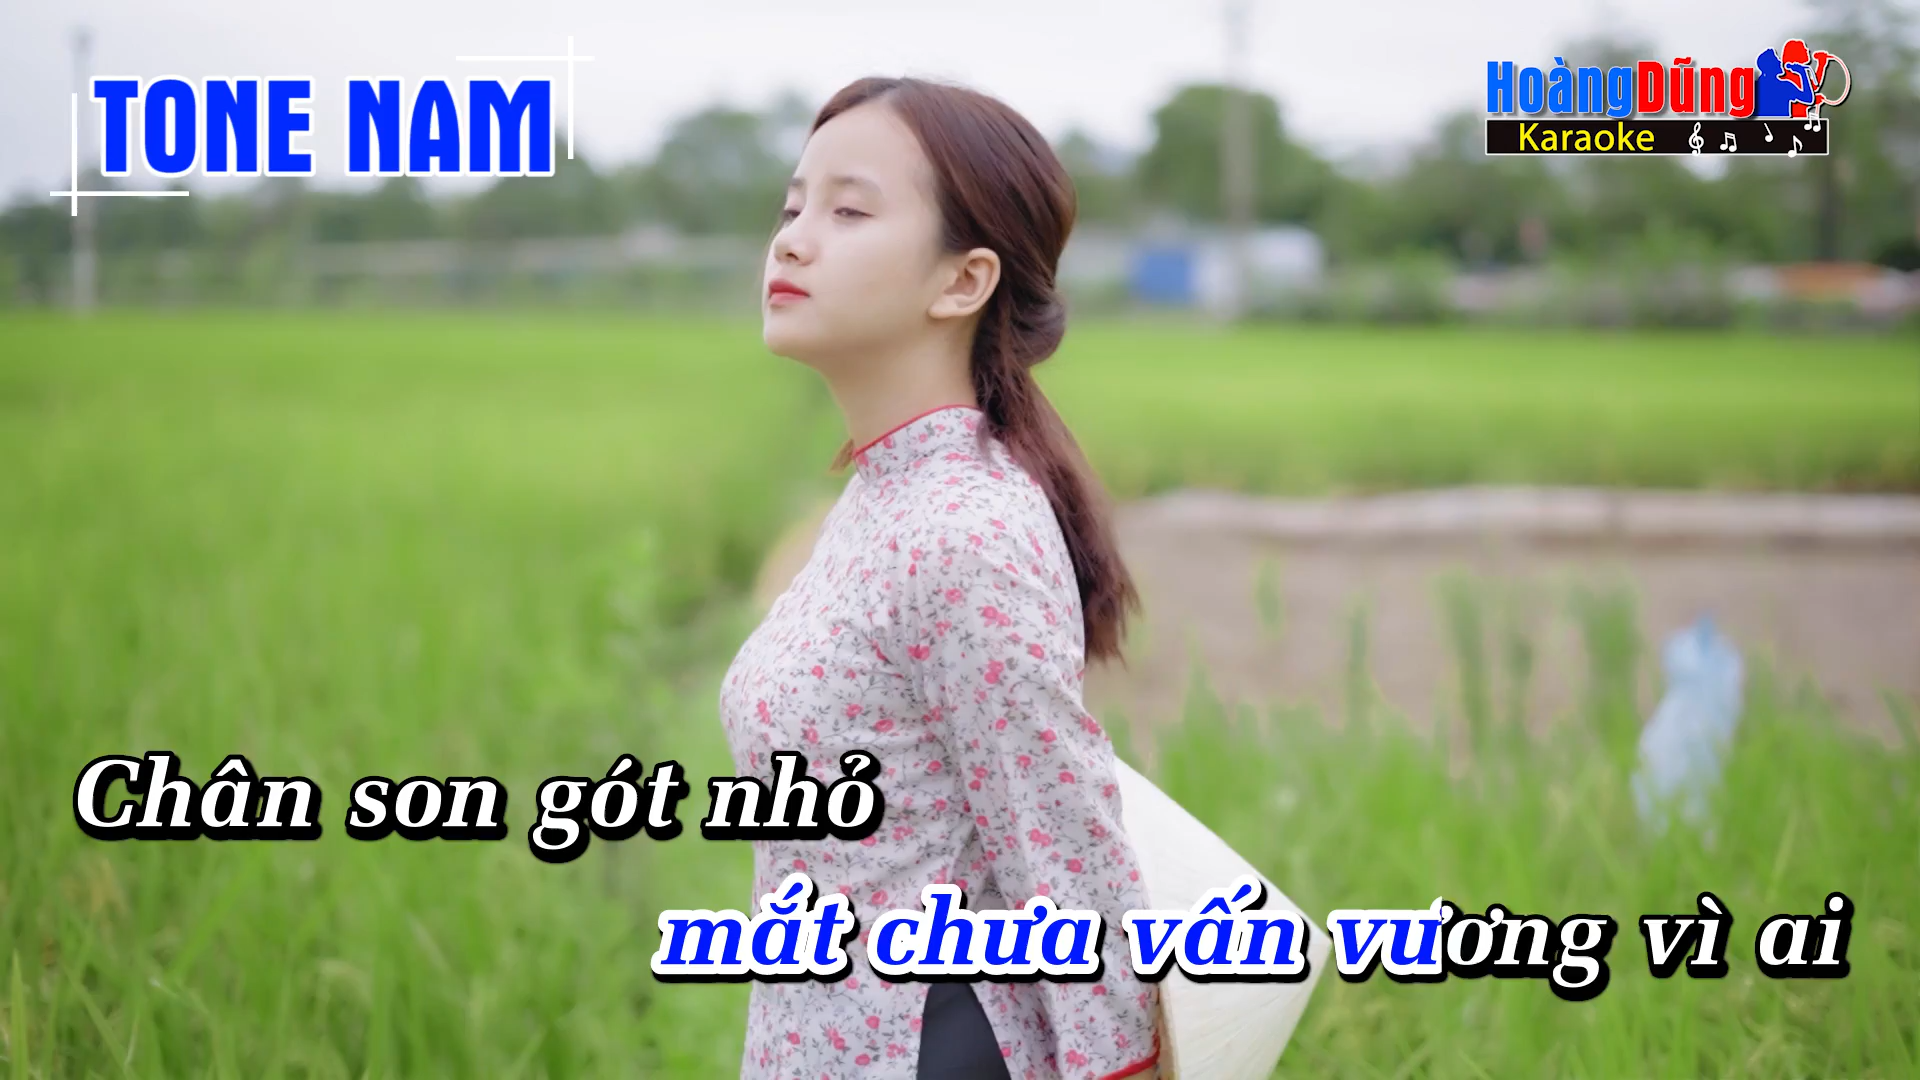 TONE NAM
HoàngDũng
Karaoke
Chân son gót nhỏ
mắt chưa vấn vương vì ai